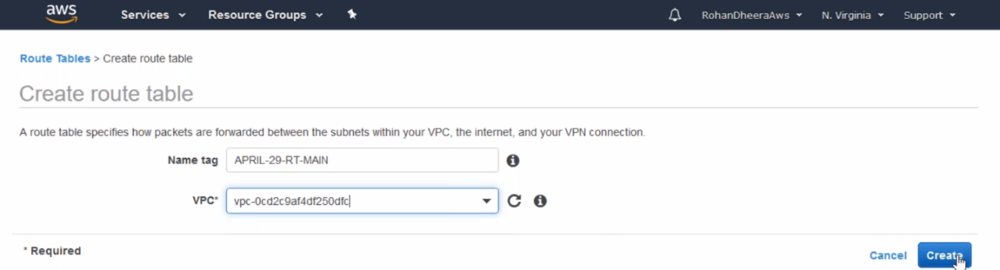 aws Services Resource Groups RohanDheeraAws N. Virginia Support
Route Tables > Create route table
Create route table
A route table specifies how packets are forwarded between the subnets within your VPC, the internet, and your VPN connection.
Name tag APRIL-29-RT-MAIN
VPC* vpc-0cd2c9af4df250dfc
* Required
Cancel Create